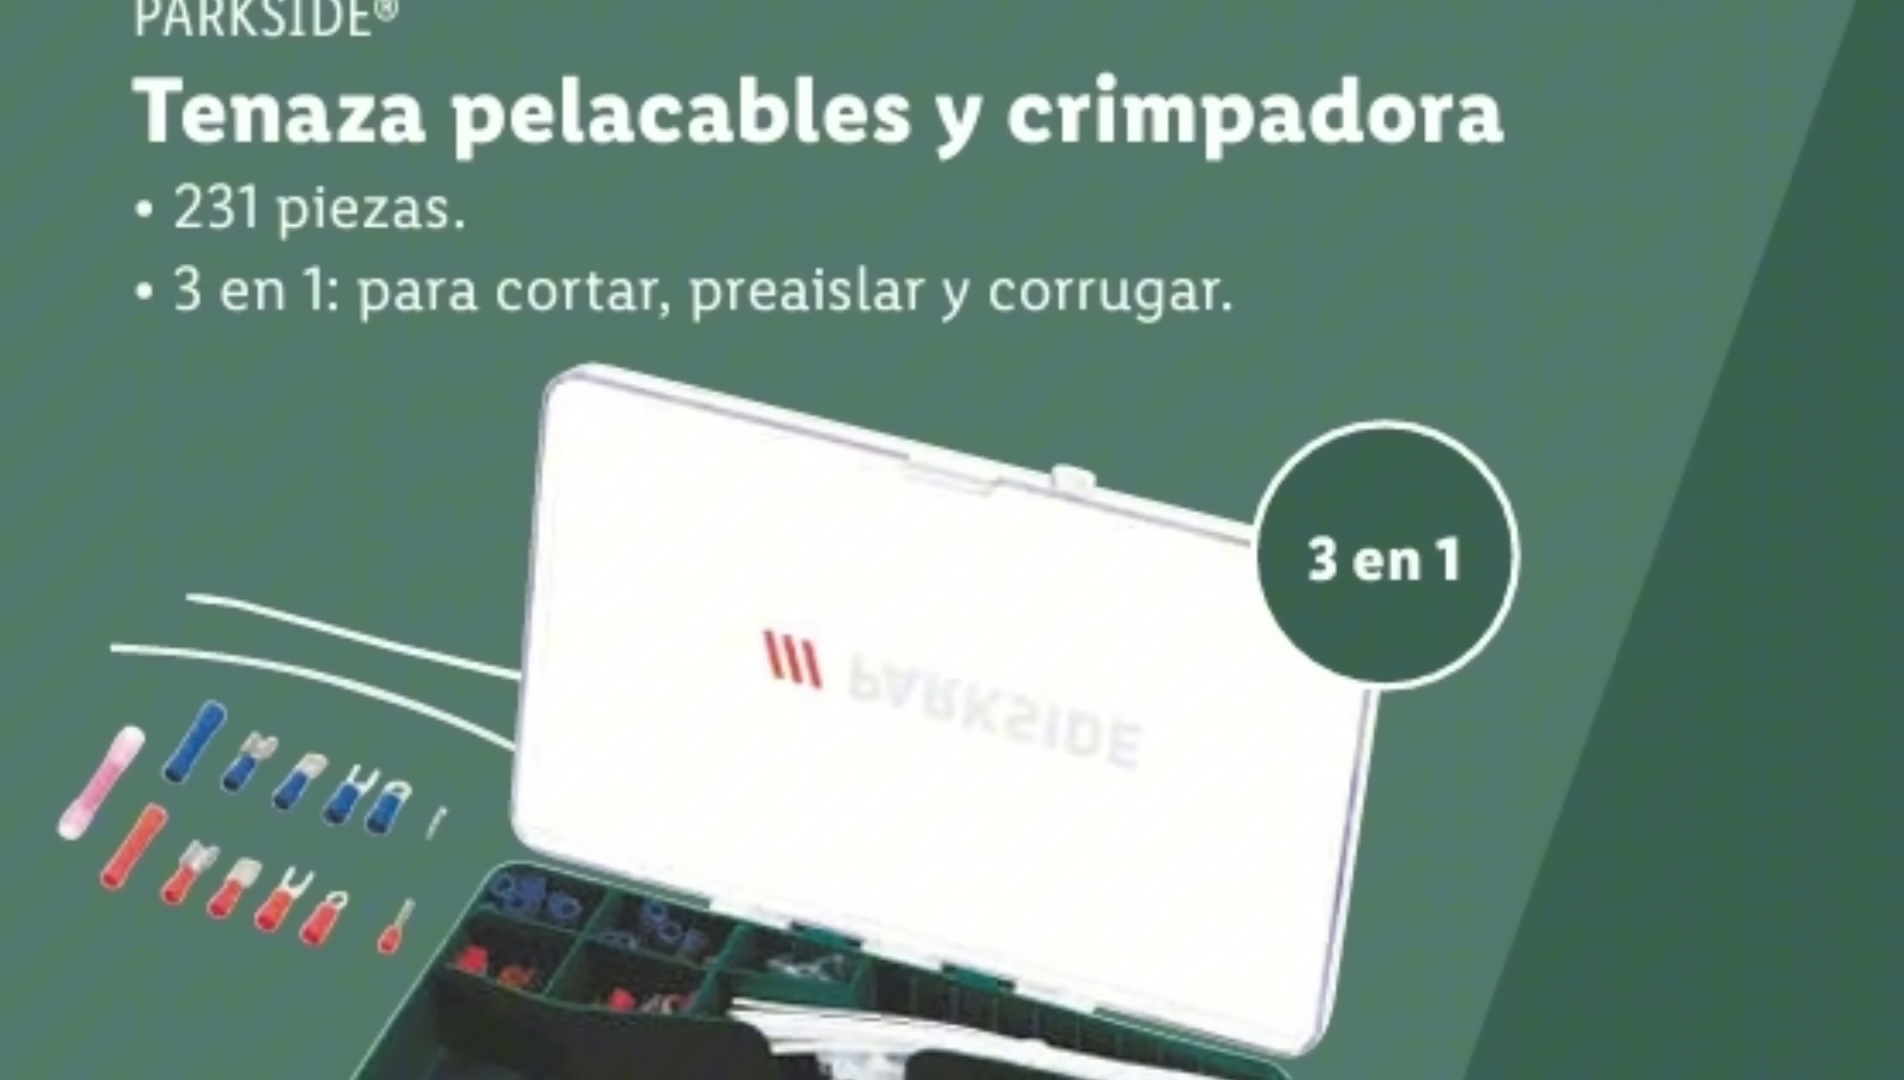 PARKSIDE®
Tenaza pelacables y crimpadora
• 231 piezas.
• 3 en 1: para cortar, preaislar y corrugar.
3 en 1
PARKSIDE